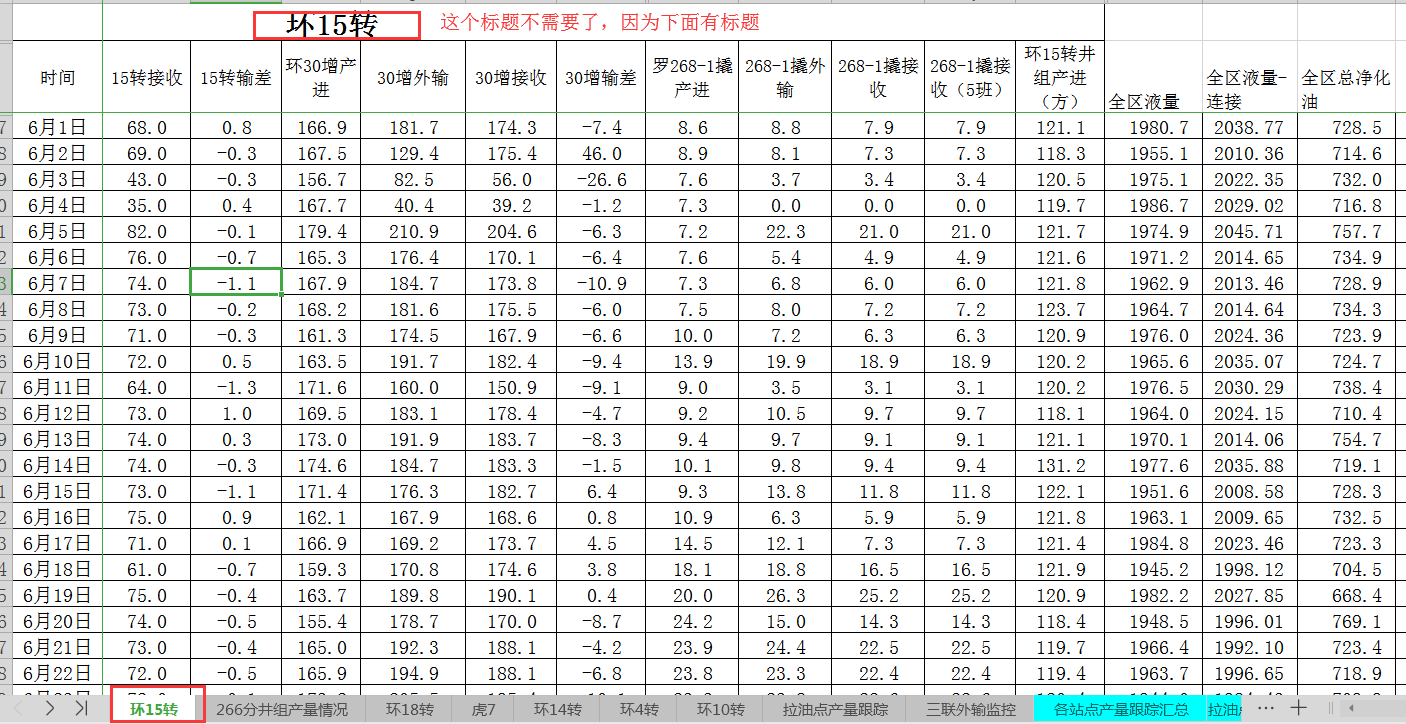 环15转 这个标题不需要了，因为下面有标题
时间 15转接收 15转输差 环30增产进 30增外输 30增接收 30增输差 罗268-1撬产进 268-1撬外输 268-1撬接收 268-1撬接收（5班） 环15转井组产进（方） 全区液量 全区液量-连接 全区总净化油
6月1日 68.0 0.8 166.9 181.7 174.3 -7.4 8.6 8.8 7.9 7.9 121.1 1980.7 2038.77 728.5
6月2日 69.0 -0.3 167.5 129.4 175.4 46.0 8.9 8.1 7.3 7.3 118.3 1955.1 2010.36 714.6
6月3日 43.0 -0.3 156.7 82.5 56.0 -26.6 7.6 3.7 3.4 3.4 120.5 1975.1 2022.35 732.0
6月4日 35.0 0.4 167.7 40.4 39.2 -1.2 7.3 0.0 0.0 0.0 119.7 1986.7 2029.02 716.8
6月5日 82.0 -0.1 179.4 210.9 204.6 -6.3 7.2 22.3 21.0 21.0 121.7 1974.9 2045.71 757.7
6月6日 76.0 -0.7 165.3 176.4 170.1 -6.4 7.6 5.4 4.9 4.9 121.6 1971.2 2014.65 734.9
6月7日 74.0 -1.1 167.9 184.7 173.8 -10.9 7.3 6.8 6.0 6.0 121.8 1962.9 2013.46 728.9
6月8日 73.0 -0.2 168.2 181.6 175.5 -6.0 7.5 8.0 7.2 7.2 123.7 1964.7 2014.64 734.3
6月9日 71.0 -0.3 161.3 174.5 167.9 -6.6 10.0 7.2 6.3 6.3 120.9 1976.0 2024.36 723.9
6月10日 72.0 0.5 163.5 191.7 182.4 -9.4 13.9 19.9 18.9 18.9 120.2 1965.6 2035.07 724.7
6月11日 64.0 -1.3 171.6 160.0 150.9 -9.1 9.0 3.5 3.1 3.1 120.2 1976.5 2030.29 738.4
6月12日 73.0 1.0 169.5 183.1 178.4 -4.7 9.2 10.5 9.7 9.7 118.1 1964.0 2024.15 710.4
6月13日 74.0 0.3 173.0 191.9 183.7 -8.3 9.4 9.7 9.1 9.1 121.1 1970.1 2014.06 754.7
6月14日 74.0 -0.3 174.6 184.7 183.3 -1.5 10.1 9.8 9.4 9.4 131.2 1977.6 2035.88 719.1
6月15日 73.0 -1.1 171.4 176.3 182.7 6.4 9.3 13.8 11.8 11.8 122.1 1951.6 2008.58 728.3
6月16日 75.0 0.9 162.1 167.9 168.6 0.8 10.9 6.3 5.9 5.9 121.8 1963.1 2009.65 732.5
6月17日 71.0 0.1 166.9 169.2 173.7 4.5 14.5 12.1 7.3 7.3 121.4 1984.8 2023.46 723.3
6月18日 61.0 -0.7 159.3 170.8 174.6 3.8 18.1 18.8 16.5 16.5 121.9 1945.2 1998.12 704.5
6月19日 75.0 -0.4 163.7 189.8 190.1 0.4 20.0 26.3 25.2 25.2 120.9 1982.2 2027.85 668.4
6月20日 74.0 -0.5 155.4 178.7 170.0 -8.7 24.2 15.0 14.3 14.3 118.4 1948.5 1996.01 769.1
6月21日 73.0 -0.4 165.0 192.3 188.1 -4.2 23.9 24.4 22.5 22.5 119.7 1966.4 1992.10 723.4
6月22日 72.0 -0.5 165.9 194.9 188.1 -6.8 23.8 23.3 22.4 22.4 119.4 1963.7 1996.65 718.9
环15转 266分井组产量情况 环18转 虎7 环14转 环4转 环10转 拉油点产量跟踪 三联外输监控 各站点产量跟踪汇总 拉油